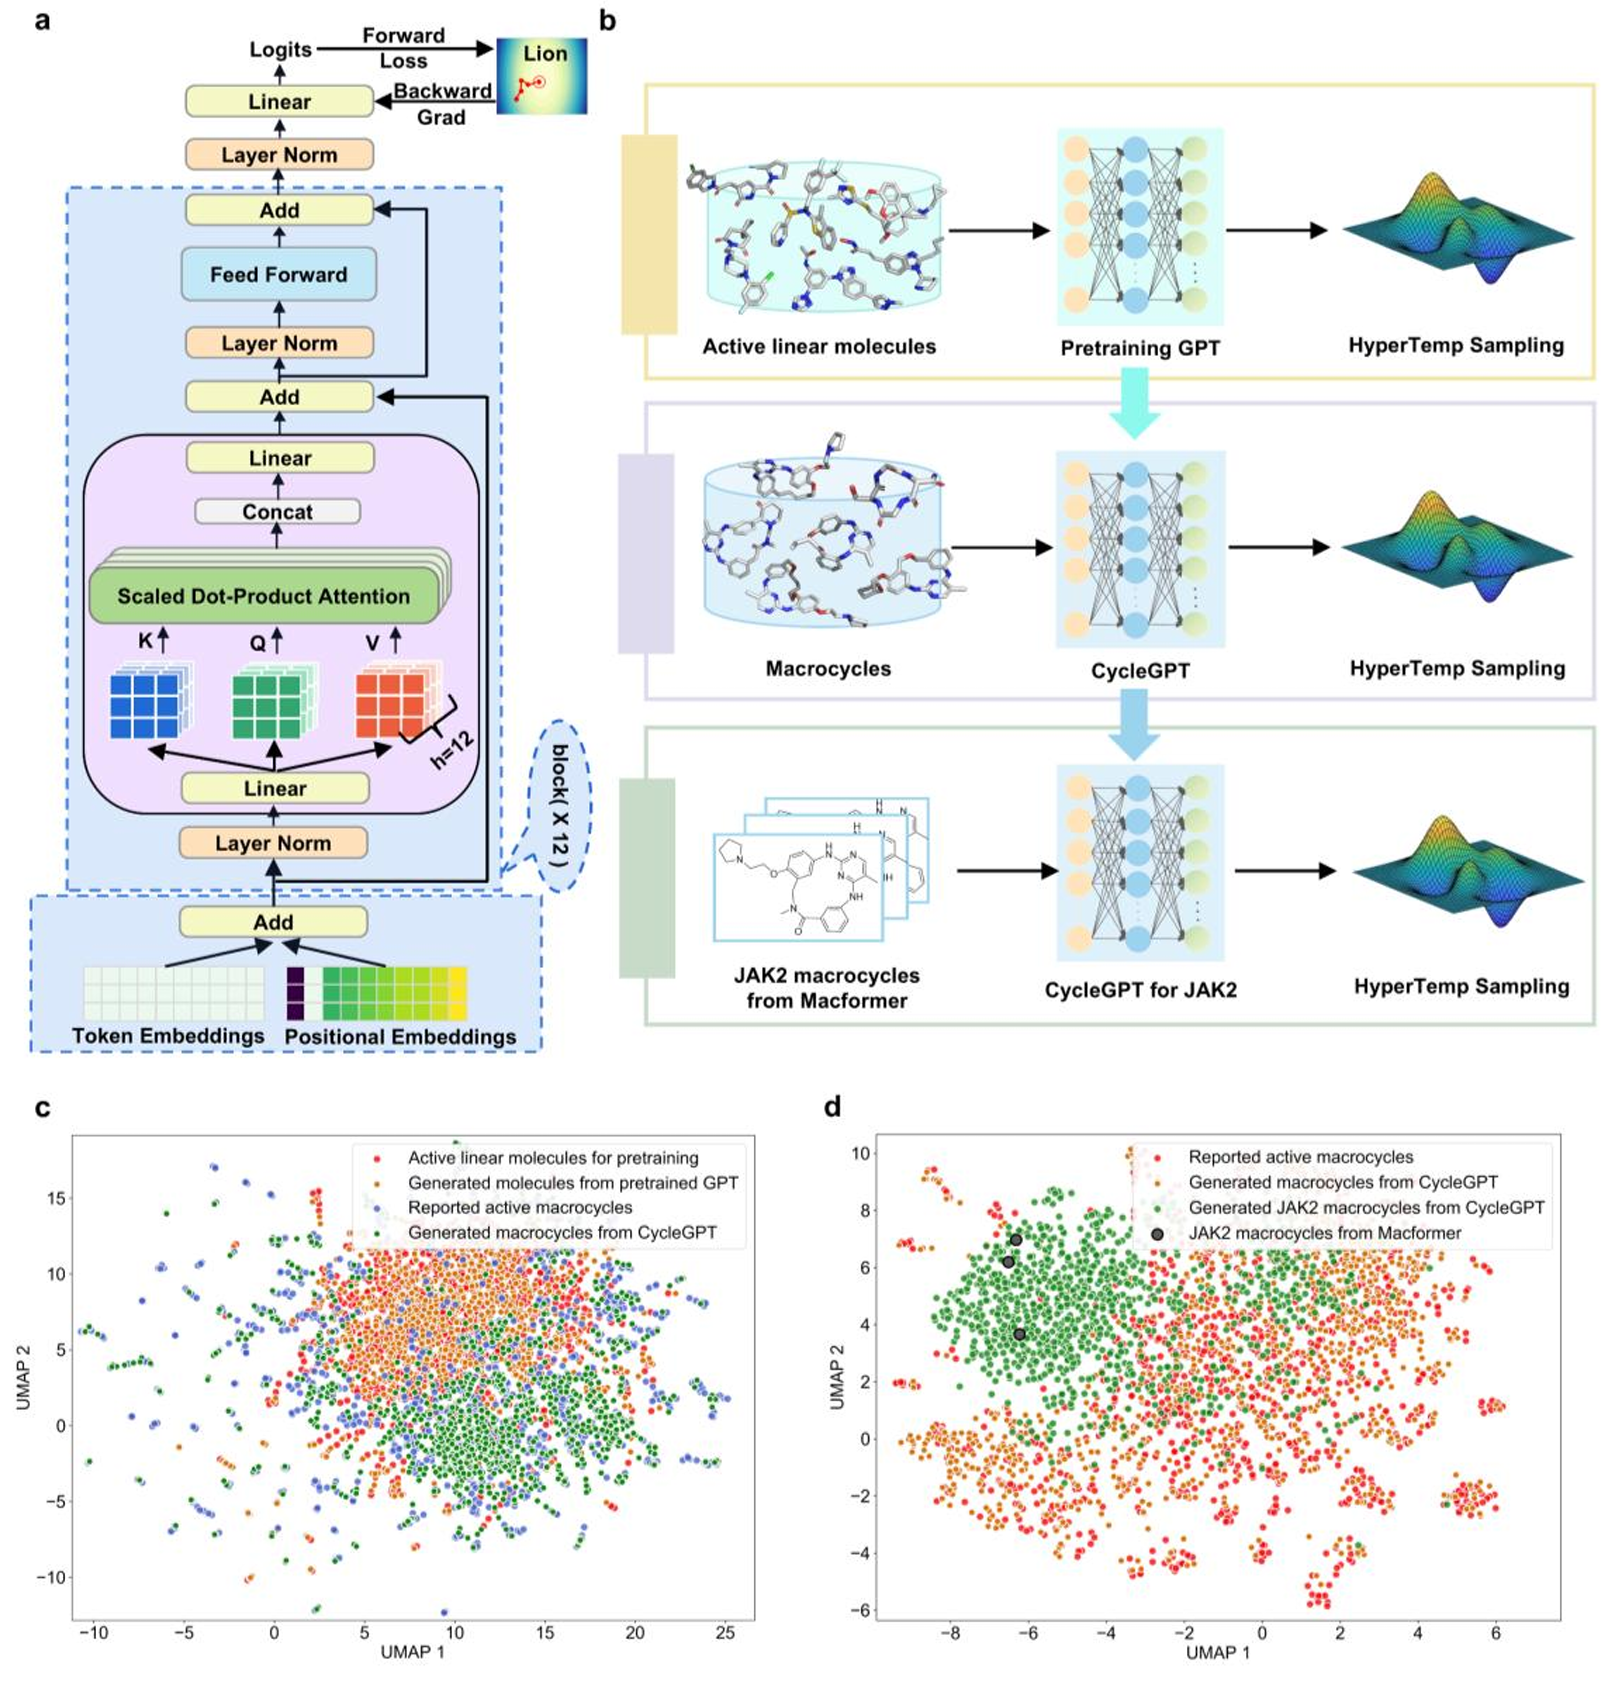 a
Logits
Forward
Loss
Lion
Linear
Backward
Grad
Layer Norm
Add
Feed Forward
Layer Norm
Add
Linear
Concat
Scaled Dot-Product Attention
K
Q
V
h=12
Linear
Layer Norm
block( X 12 )
Add
Token Embeddings
Positional Embeddings
b
Active linear molecules
Pretraining GPT
HyperTemp Sampling
Macrocycles
CycleGPT
HyperTemp Sampling
H
N
N
H
N
N
NH
N
N
O
N
NH
N
O
IH
JAK2 macrocycles
from Macformer
CycleGPT for JAK2
HyperTemp Sampling
c
Active linear molecules for pretraining
Generated molecules from pretrained GPT
Reported active macrocycles
Generated macrocycles from CycleGPT
15
10
5
0
−5
−10
UMAP 2
−10
−5
0
5
10
15
20
25
UMAP 1
d
Reported active macrocycles
Generated macrocycles from CycleGPT
Generated JAK2 macrocycles from CycleGPT
JAK2 macrocycles from Macformer
10
8
6
4
2
0
−2
−4
−6
UMAP 2
−8
−6
−4
−2
0
2
4
6
UMAP 1